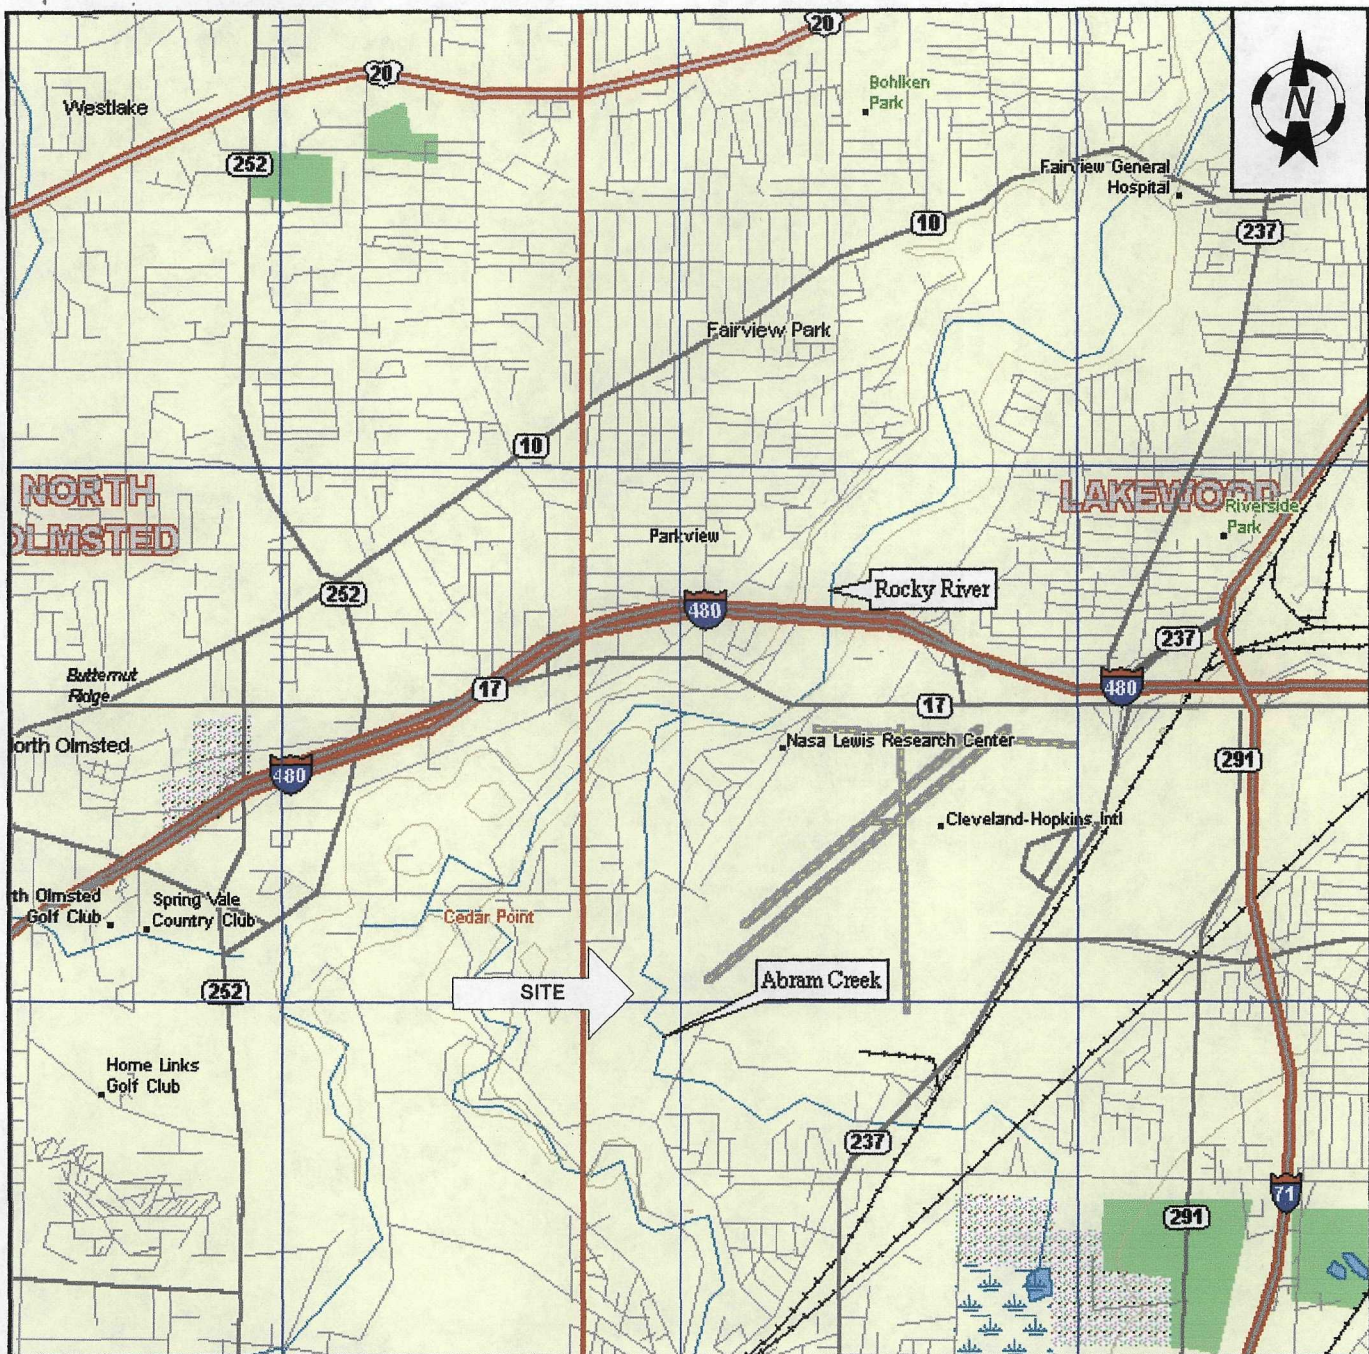 20
20
Bohlken
Park
Westlake
N
252
Fairview General
Hospital
10
237
Fairview Park
10
NORTH
OLMSTED
LAKEWOOD
Riverside
Park
Parkview
Rocky River
252
480
237
Butternut
Ridge
17
480
17
orth Olmsted
Nasa Lewis Research Center
291
480
Cleveland-Hopkins Intl
th Olmsted
Golf Club
Spring Vale
Country Club
Cedar Point
SITE
Abram Creek
252
Home Links
Golf Club
237
71
291